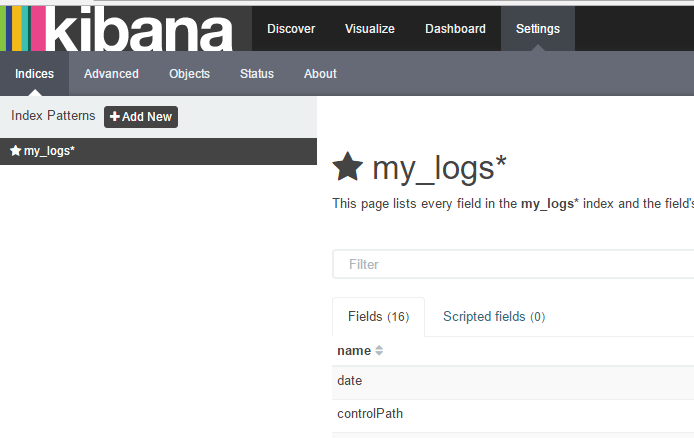 kibana
Discover Visualize Dashboard Settings
Indices Advanced Objects Status About
Index Patterns Add New
my_logs*
my_logs*
This page lists every field in the my_logs* index and the field's
Filter
Fields (16) Scripted fields (0)
name
date
controlPath